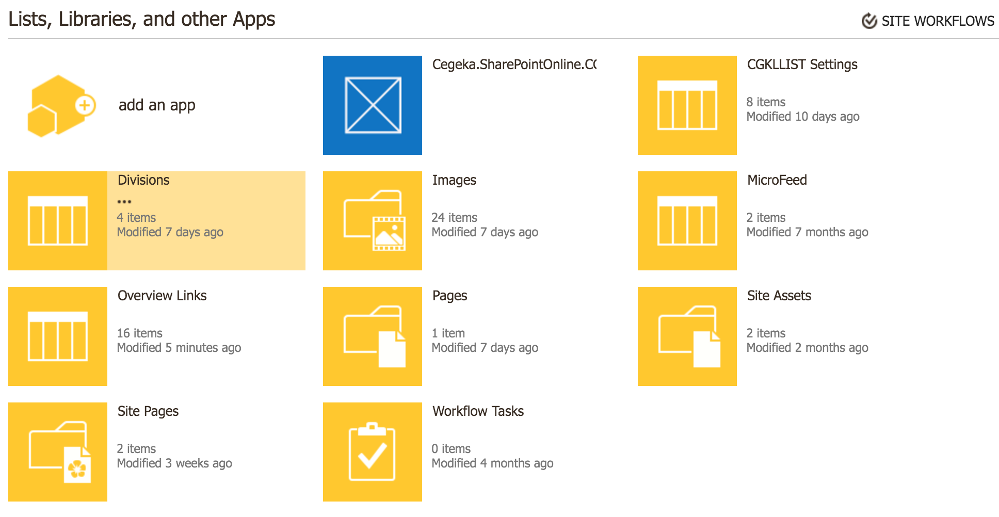 Lists, Libraries, and other Apps
SITE WORKFLOWS
add an app
Cegeka.SharePointOnline.CG
CGKLLIST Settings
8 items
Modified 10 days ago
Divisions
...
4 items
Modified 7 days ago
Images
24 items
Modified 7 days ago
MicroFeed
2 items
Modified 7 months ago
Overview Links
16 items
Modified 5 minutes ago
Pages
1 item
Modified 7 days ago
Site Assets
2 items
Modified 2 months ago
Site Pages
2 items
Modified 3 weeks ago
Workflow Tasks
0 items
Modified 4 months ago